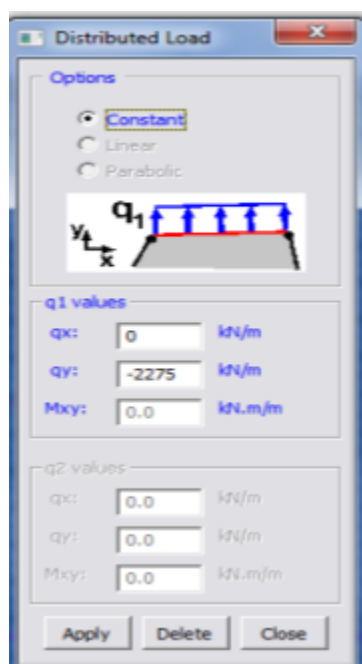 Distributed Load
Options
Constant
Linear
Parabolic
q1
y
x
q1 values
qx: 0 kN/m
qy: -2275 kN/m
Mxy: 0.0 kN.m/m
q2 values
qx: 0.0 kN/m
qy: 0.0 kN/m
Mxy: 0.0 kN.m/m
Apply Delete Close